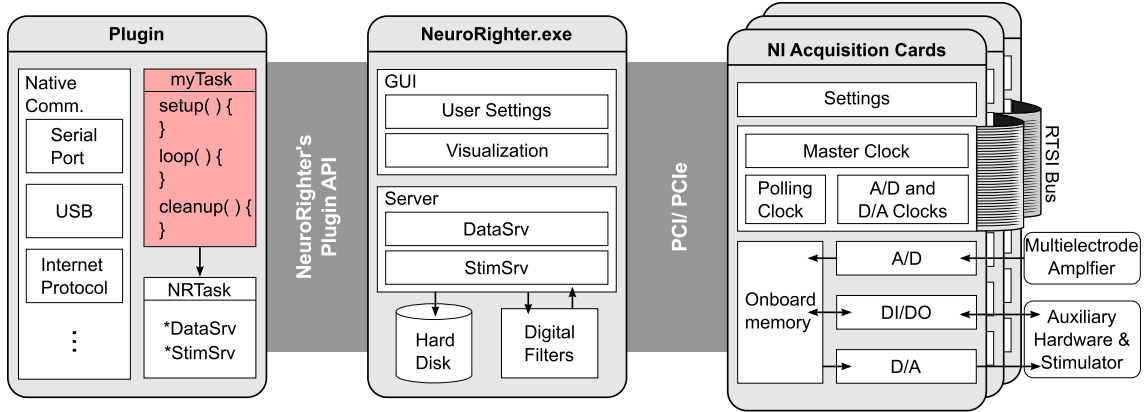 Plugin
Native
Comm.
Serial
Port
USB
Internet
Protocol
⋮
myTask
setup( ) {
}
loop( ) {
}
cleanup( ) {
}
NRTask
*DataSrv
*StimSrv
NeuroRighter's
Plugin API
NeuroRighter.exe
GUI
User Settings
Visualization
Server
DataSrv
StimSrv
Hard
Disk
Digital
Filters
PCI/ PCIe
NI Acquisition Cards
Settings
Master Clock
Polling
Clock
A/D and
D/A Clocks
RTSI Bus
Onboard
memory
A/D
DI/DO
D/A
Multielectrode
Amplfier
Auxiliary
Hardware &
Stimulator